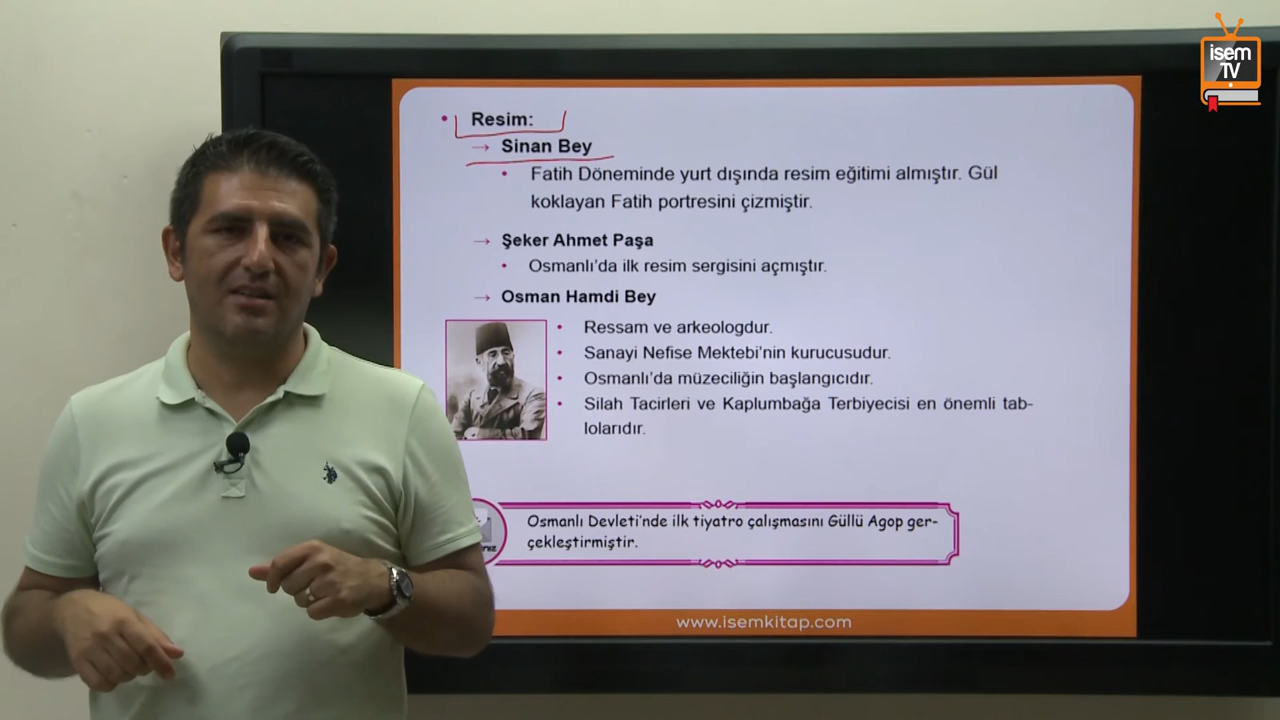 isem
TV
Resim:
Sinan Bey
Fatih Döneminde yurt dışında resim eğitimi almıştır. Gül
koklayan Fatih portresini çizmiştir.
Şeker Ahmet Paşa
Osmanlı'da ilk resim sergisini açmıştır.
Osman Hamdi Bey
Ressam ve arkeologdur.
Sanayi Nefise Mektebi'nin kurucusudur.
Osmanlı'da müzeciliğin başlangıcıdır.
Silah Tacirleri ve Kaplumbağa Terbiyecisi en önemli tab-
lolarıdır.
Osmanlı Devleti'nde ilk tiyatro çalışmasını Güllü Agop ger-
çekleştirmiştir.
www.isemkitap.com